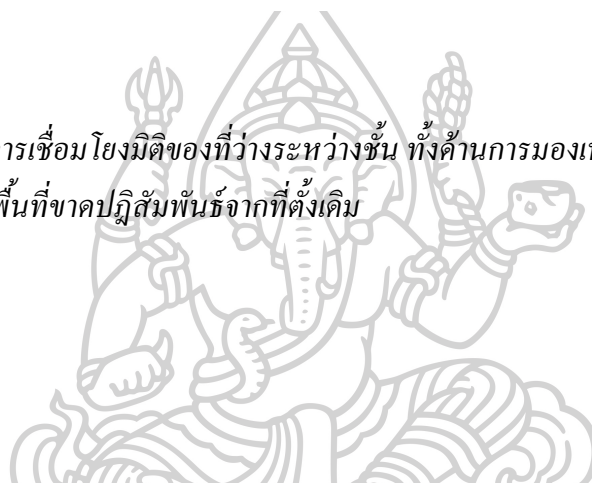 ารเชื่อมโยงมิติของที่ว่างระหว่างชั้น ทั้งด้านการมองเห
พื้นที่ขาดปฎิสัมพันธ์จากที่ตั้งเดิม